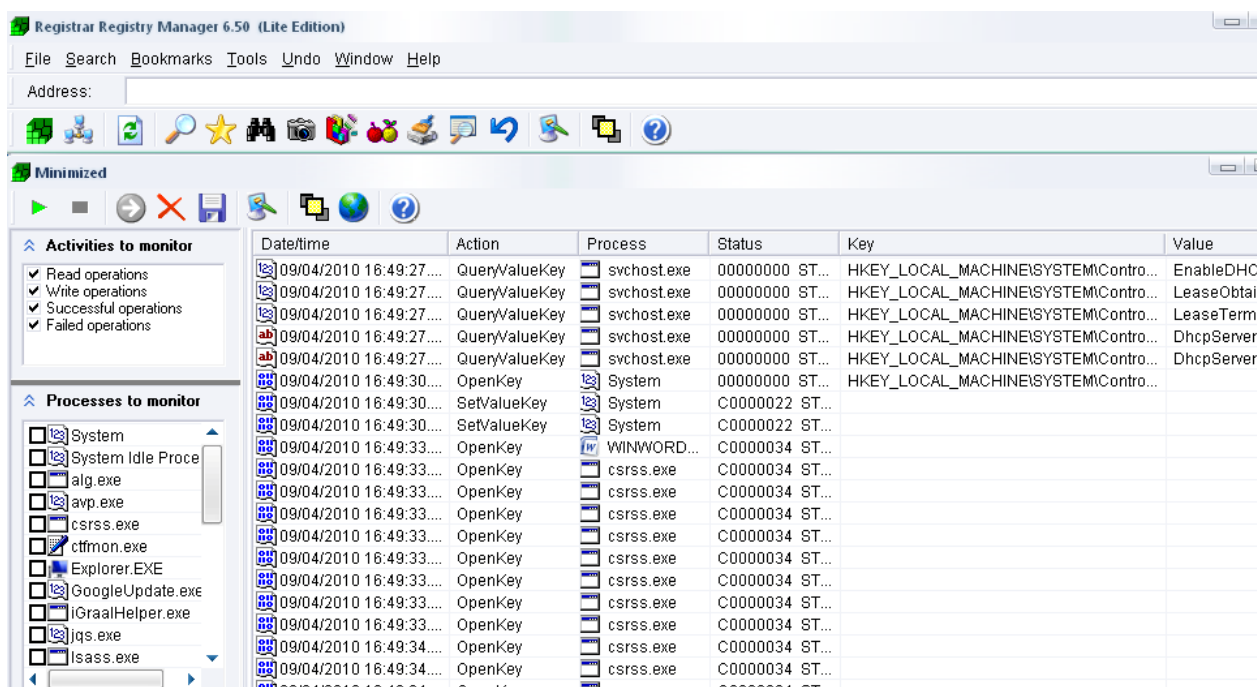 Registrar Registry Manager 6.50 (Lite Edition)
File Search Bookmarks Tools Undo Window Help
Address:
Minimized
Activities to monitor
Read operations
Write operations
Successful operations
Failed operations
Processes to monitor
System
System Idle Proce
alg.exe
avp.exe
csrss.exe
ctfmon.exe
Explorer.EXE
GoogleUpdate.exe
iGraalHelper.exe
jqs.exe
lsass.exe
Date/time Action Process Status Key Value
09/04/2010 16:49:27.... QueryValueKey svchost.exe 00000000 ST... HKEY_LOCAL_MACHINE\SYSTEM\Contro... EnableDHC
09/04/2010 16:49:27.... QueryValueKey svchost.exe 00000000 ST... HKEY_LOCAL_MACHINE\SYSTEM\Contro... LeaseObtai
09/04/2010 16:49:27.... QueryValueKey svchost.exe 00000000 ST... HKEY_LOCAL_MACHINE\SYSTEM\Contro... LeaseTerm
09/04/2010 16:49:27.... QueryValueKey svchost.exe 00000000 ST... HKEY_LOCAL_MACHINE\SYSTEM\Contro... DhcpServer
09/04/2010 16:49:27.... QueryValueKey svchost.exe 00000000 ST... HKEY_LOCAL_MACHINE\SYSTEM\Contro... DhcpServer
09/04/2010 16:49:30.... OpenKey System 00000000 ST... HKEY_LOCAL_MACHINE\SYSTEM\Contro...
09/04/2010 16:49:30.... SetValueKey System C0000022 ST...
09/04/2010 16:49:30.... SetValueKey System C0000022 ST...
09/04/2010 16:49:33.... OpenKey WINWORD... C0000034 ST...
09/04/2010 16:49:33.... OpenKey csrss.exe C0000034 ST...
09/04/2010 16:49:33.... OpenKey csrss.exe C0000034 ST...
09/04/2010 16:49:33.... OpenKey csrss.exe C0000034 ST...
09/04/2010 16:49:33.... OpenKey csrss.exe C0000034 ST...
09/04/2010 16:49:33.... OpenKey csrss.exe C0000034 ST...
09/04/2010 16:49:33.... OpenKey csrss.exe C0000034 ST...
09/04/2010 16:49:33.... OpenKey csrss.exe C0000034 ST...
09/04/2010 16:49:33.... OpenKey csrss.exe C0000034 ST...
09/04/2010 16:49:34.... OpenKey csrss.exe C0000034 ST...
09/04/2010 16:49:34.... OpenKey csrss.exe C0000034 ST...